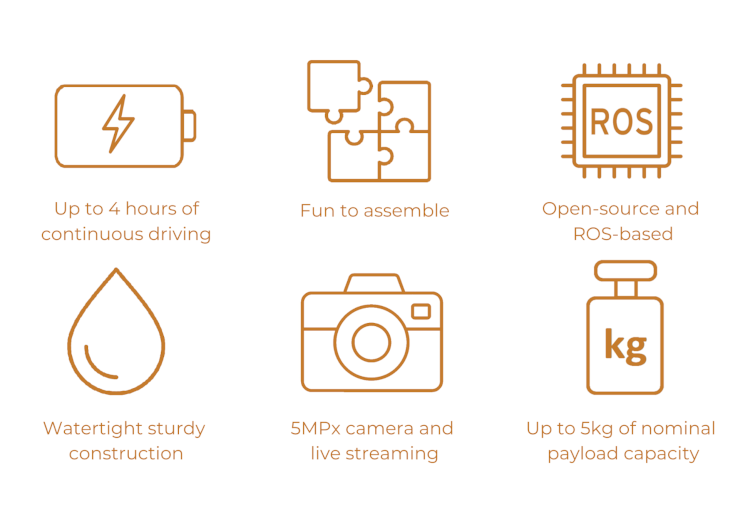 ROS
Up to 4 hours of
continuous driving
Fun to assemble
Open-source and
ROS-based
kg
Watertight sturdy
construction
5MPx camera and
live streaming
Up to 5kg of nominal
payload capacity